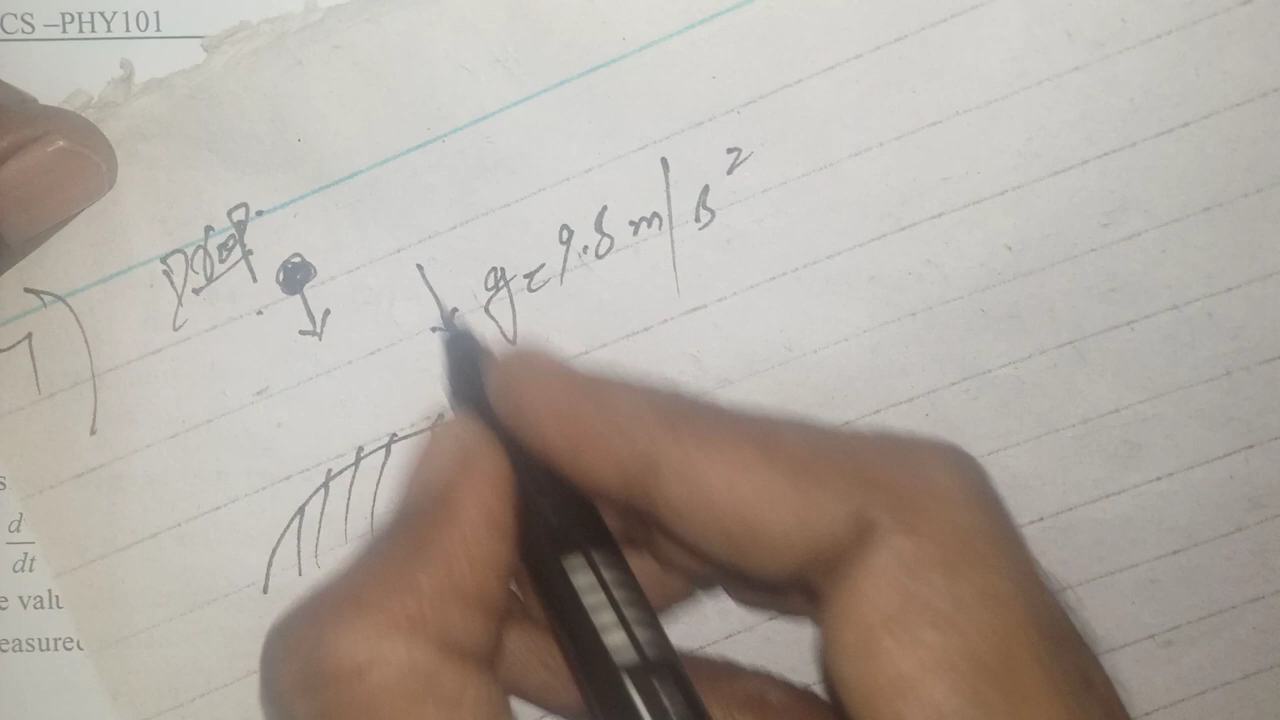 CS –PHY101
g = 9.8 m/s²
s
d
dt
e valu
easured